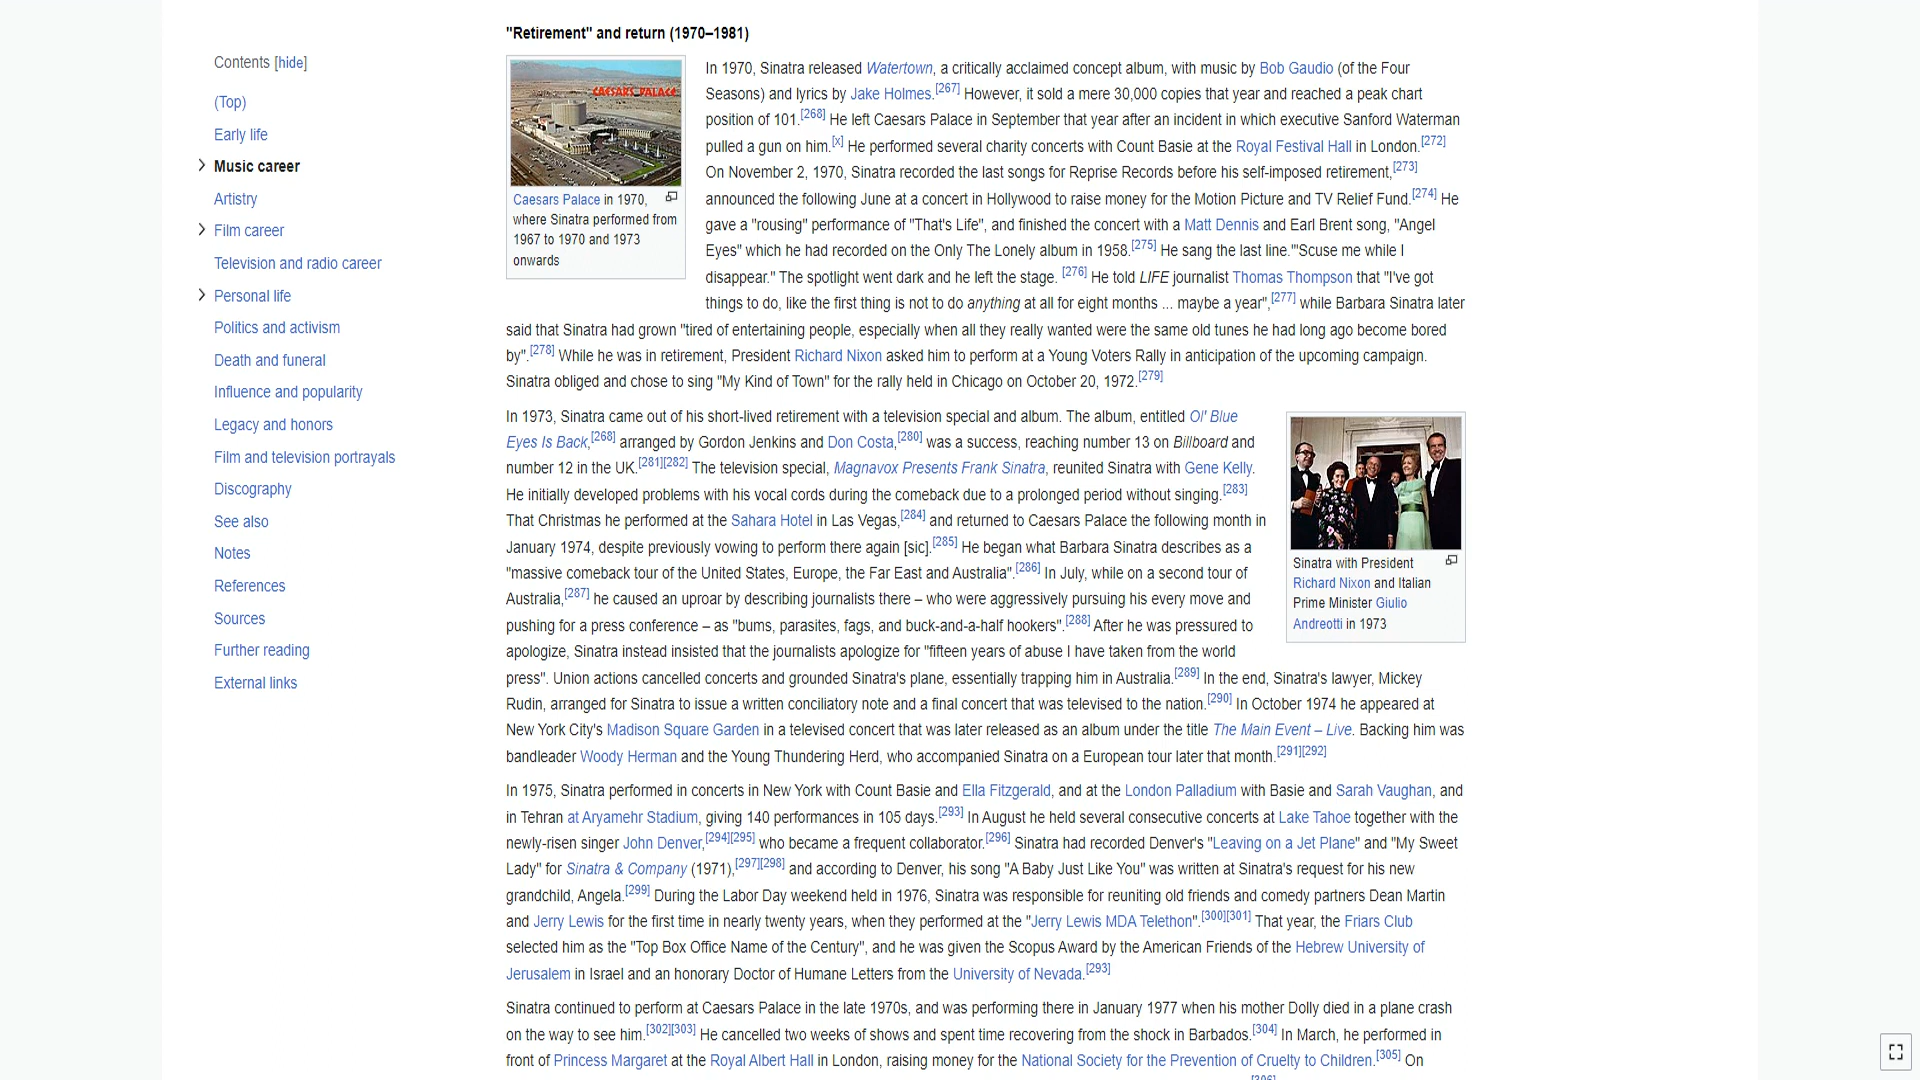 "Retirement" and return (1970–1981)
Contents [hide]
(Top)
Early life
Music career
Artistry
Film career
Television and radio career
Personal life
Politics and activism
Death and funeral
Influence and popularity
Legacy and honors
Film and television portrayals
Discography
See also
Notes
References
Sources
Further reading
External links
CAESARS PALACE
Caesars Palace in 1970,
where Sinatra performed from
1967 to 1970 and 1973
onwards
In 1970, Sinatra released Watertown, a critically acclaimed concept album, with music by Bob Gaudio (of the Four
Seasons) and lyrics by Jake Holmes.[267] However, it sold a mere 30,000 copies that year and reached a peak chart
position of 101.[268] He left Caesars Palace in September that year after an incident in which executive Sanford Waterman
pulled a gun on him.[x] He performed several charity concerts with Count Basie at the Royal Festival Hall in London.[272]
On November 2, 1970, Sinatra recorded the last songs for Reprise Records before his self-imposed retirement,[273]
announced the following June at a concert in Hollywood to raise money for the Motion Picture and TV Relief Fund.[274] He
gave a "rousing" performance of "That's Life", and finished the concert with a Matt Dennis and Earl Brent song, "Angel
Eyes" which he had recorded on the Only The Lonely album in 1958.[275] He sang the last line."'Scuse me while I
disappear." The spotlight went dark and he left the stage. [276] He told LIFE journalist Thomas Thompson that "I've got
things to do, like the first thing is not to do anything at all for eight months ... maybe a year",[277] while Barbara Sinatra later
said that Sinatra had grown "tired of entertaining people, especially when all they really wanted were the same old tunes he had long ago become bored
by".[278] While he was in retirement, President Richard Nixon asked him to perform at a Young Voters Rally in anticipation of the upcoming campaign.
Sinatra obliged and chose to sing "My Kind of Town" for the rally held in Chicago on October 20, 1972.[279]
In 1973, Sinatra came out of his short-lived retirement with a television special and album. The album, entitled Ol' Blue
Eyes Is Back,[268] arranged by Gordon Jenkins and Don Costa,[280] was a success, reaching number 13 on Billboard and
number 12 in the UK.[281][282] The television special, Magnavox Presents Frank Sinatra, reunited Sinatra with Gene Kelly.
He initially developed problems with his vocal cords during the comeback due to a prolonged period without singing.[283]
That Christmas he performed at the Sahara Hotel in Las Vegas,[284] and returned to Caesars Palace the following month in
January 1974, despite previously vowing to perform there again [sic].[285] He began what Barbara Sinatra describes as a
"massive comeback tour of the United States, Europe, the Far East and Australia".[286] In July, while on a second tour of
Australia,[287] he caused an uproar by describing journalists there – who were aggressively pursuing his every move and
pushing for a press conference – as "bums, parasites, fags, and buck-and-a-half hookers".[288] After he was pressured to
apologize, Sinatra instead insisted that the journalists apologize for "fifteen years of abuse I have taken from the world
press". Union actions cancelled concerts and grounded Sinatra's plane, essentially trapping him in Australia.[289] In the end, Sinatra's lawyer, Mickey
Rudin, arranged for Sinatra to issue a written conciliatory note and a final concert that was televised to the nation.[290] In October 1974 he appeared at
New York City's Madison Square Garden in a televised concert that was later released as an album under the title The Main Event – Live. Backing him was
bandleader Woody Herman and the Young Thundering Herd, who accompanied Sinatra on a European tour later that month.[291][292]
Sinatra with President
Richard Nixon and Italian
Prime Minister Giulio
Andreotti in 1973
In 1975, Sinatra performed in concerts in New York with Count Basie and Ella Fitzgerald, and at the London Palladium with Basie and Sarah Vaughan, and
in Tehran at Aryamehr Stadium, giving 140 performances in 105 days.[293] In August he held several consecutive concerts at Lake Tahoe together with the
newly-risen singer John Denver,[294][295] who became a frequent collaborator.[296] Sinatra had recorded Denver's "Leaving on a Jet Plane" and "My Sweet
Lady" for Sinatra & Company (1971),[297][298] and according to Denver, his song "A Baby Just Like You" was written at Sinatra's request for his new
grandchild, Angela.[299] During the Labor Day weekend held in 1976, Sinatra was responsible for reuniting old friends and comedy partners Dean Martin
and Jerry Lewis for the first time in nearly twenty years, when they performed at the "Jerry Lewis MDA Telethon".[300][301] That year, the Friars Club
selected him as the "Top Box Office Name of the Century", and he was given the Scopus Award by the American Friends of the Hebrew University of
Jerusalem in Israel and an honorary Doctor of Humane Letters from the University of Nevada.[293]
Sinatra continued to perform at Caesars Palace in the late 1970s, and was performing there in January 1977 when his mother Dolly died in a plane crash
on the way to see him.[302][303] He cancelled two weeks of shows and spent time recovering from the shock in Barbados.[304] In March, he performed in
front of Princess Margaret at the Royal Albert Hall in London, raising money for the National Society for the Prevention of Cruelty to Children.[305] On